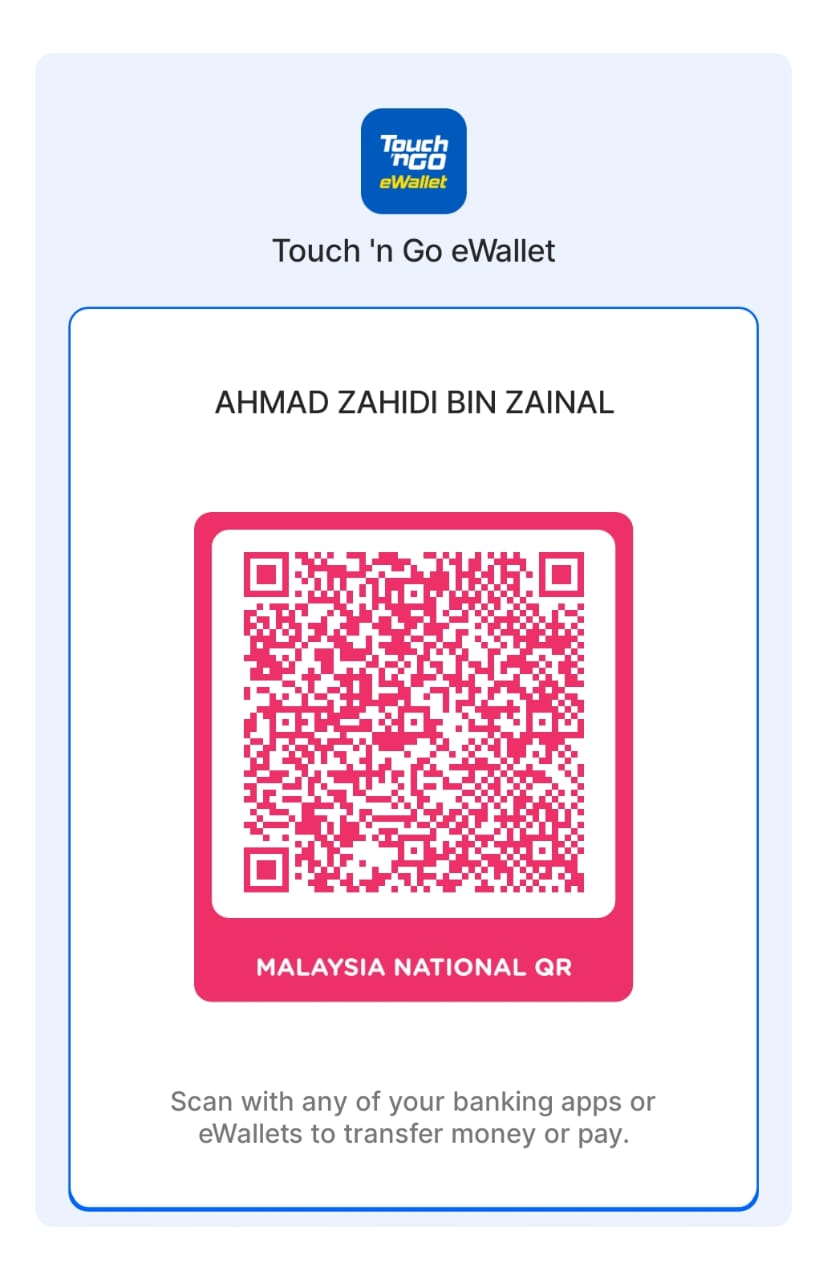 Touch
'nGO
eWallet
Touch 'n Go eWallet
AHMAD ZAHIDI BIN ZAINAL
MALAYSIA NATIONAL QR
Scan with any of your banking apps or
eWallets to transfer money or pay.